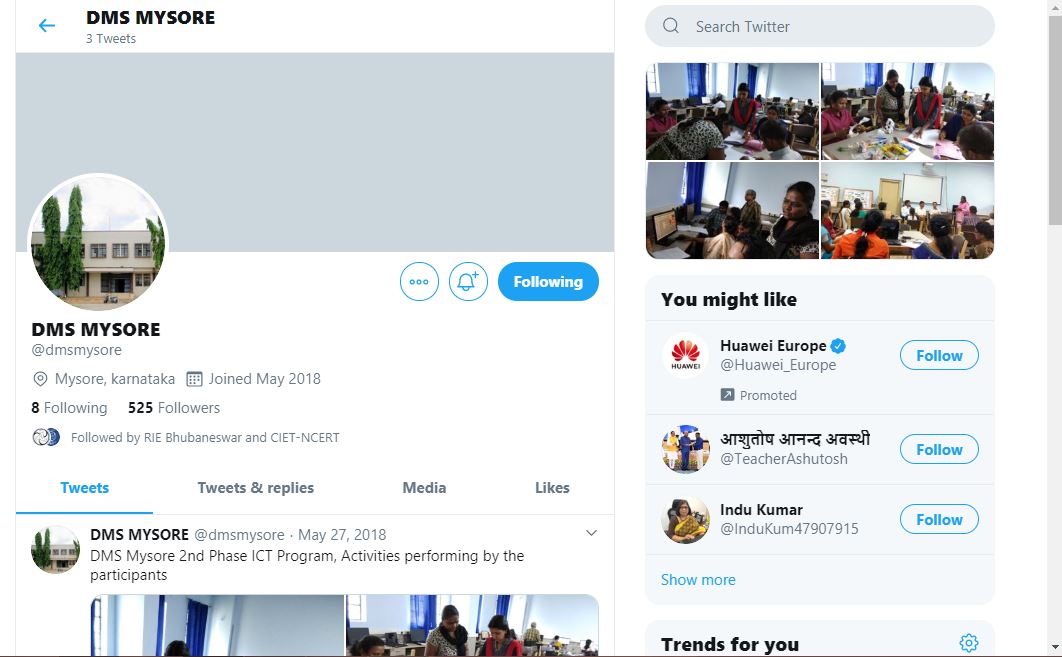 DMS MYSORE
3 Tweets
Following
DMS MYSORE
@dmsmysore
Mysore, karnataka Joined May 2018
8 Following 525 Followers
Followed by RIE Bhubaneswar and CIET-NCERT
Tweets Tweets & replies Media Likes
DMS MYSORE @dmsmysore · May 27, 2018
DMS Mysore 2nd Phase ICT Program, Activities performing by the
participants
Search Twitter
You might like
HUAWEI
Huawei Europe
@Huawei_Europe
Follow
Promoted
आशुतोष आनन्द अवस्थी
@TeacherAshutosh
Follow
Indu Kumar
@InduKum47907915
Follow
Show more
Trends for you